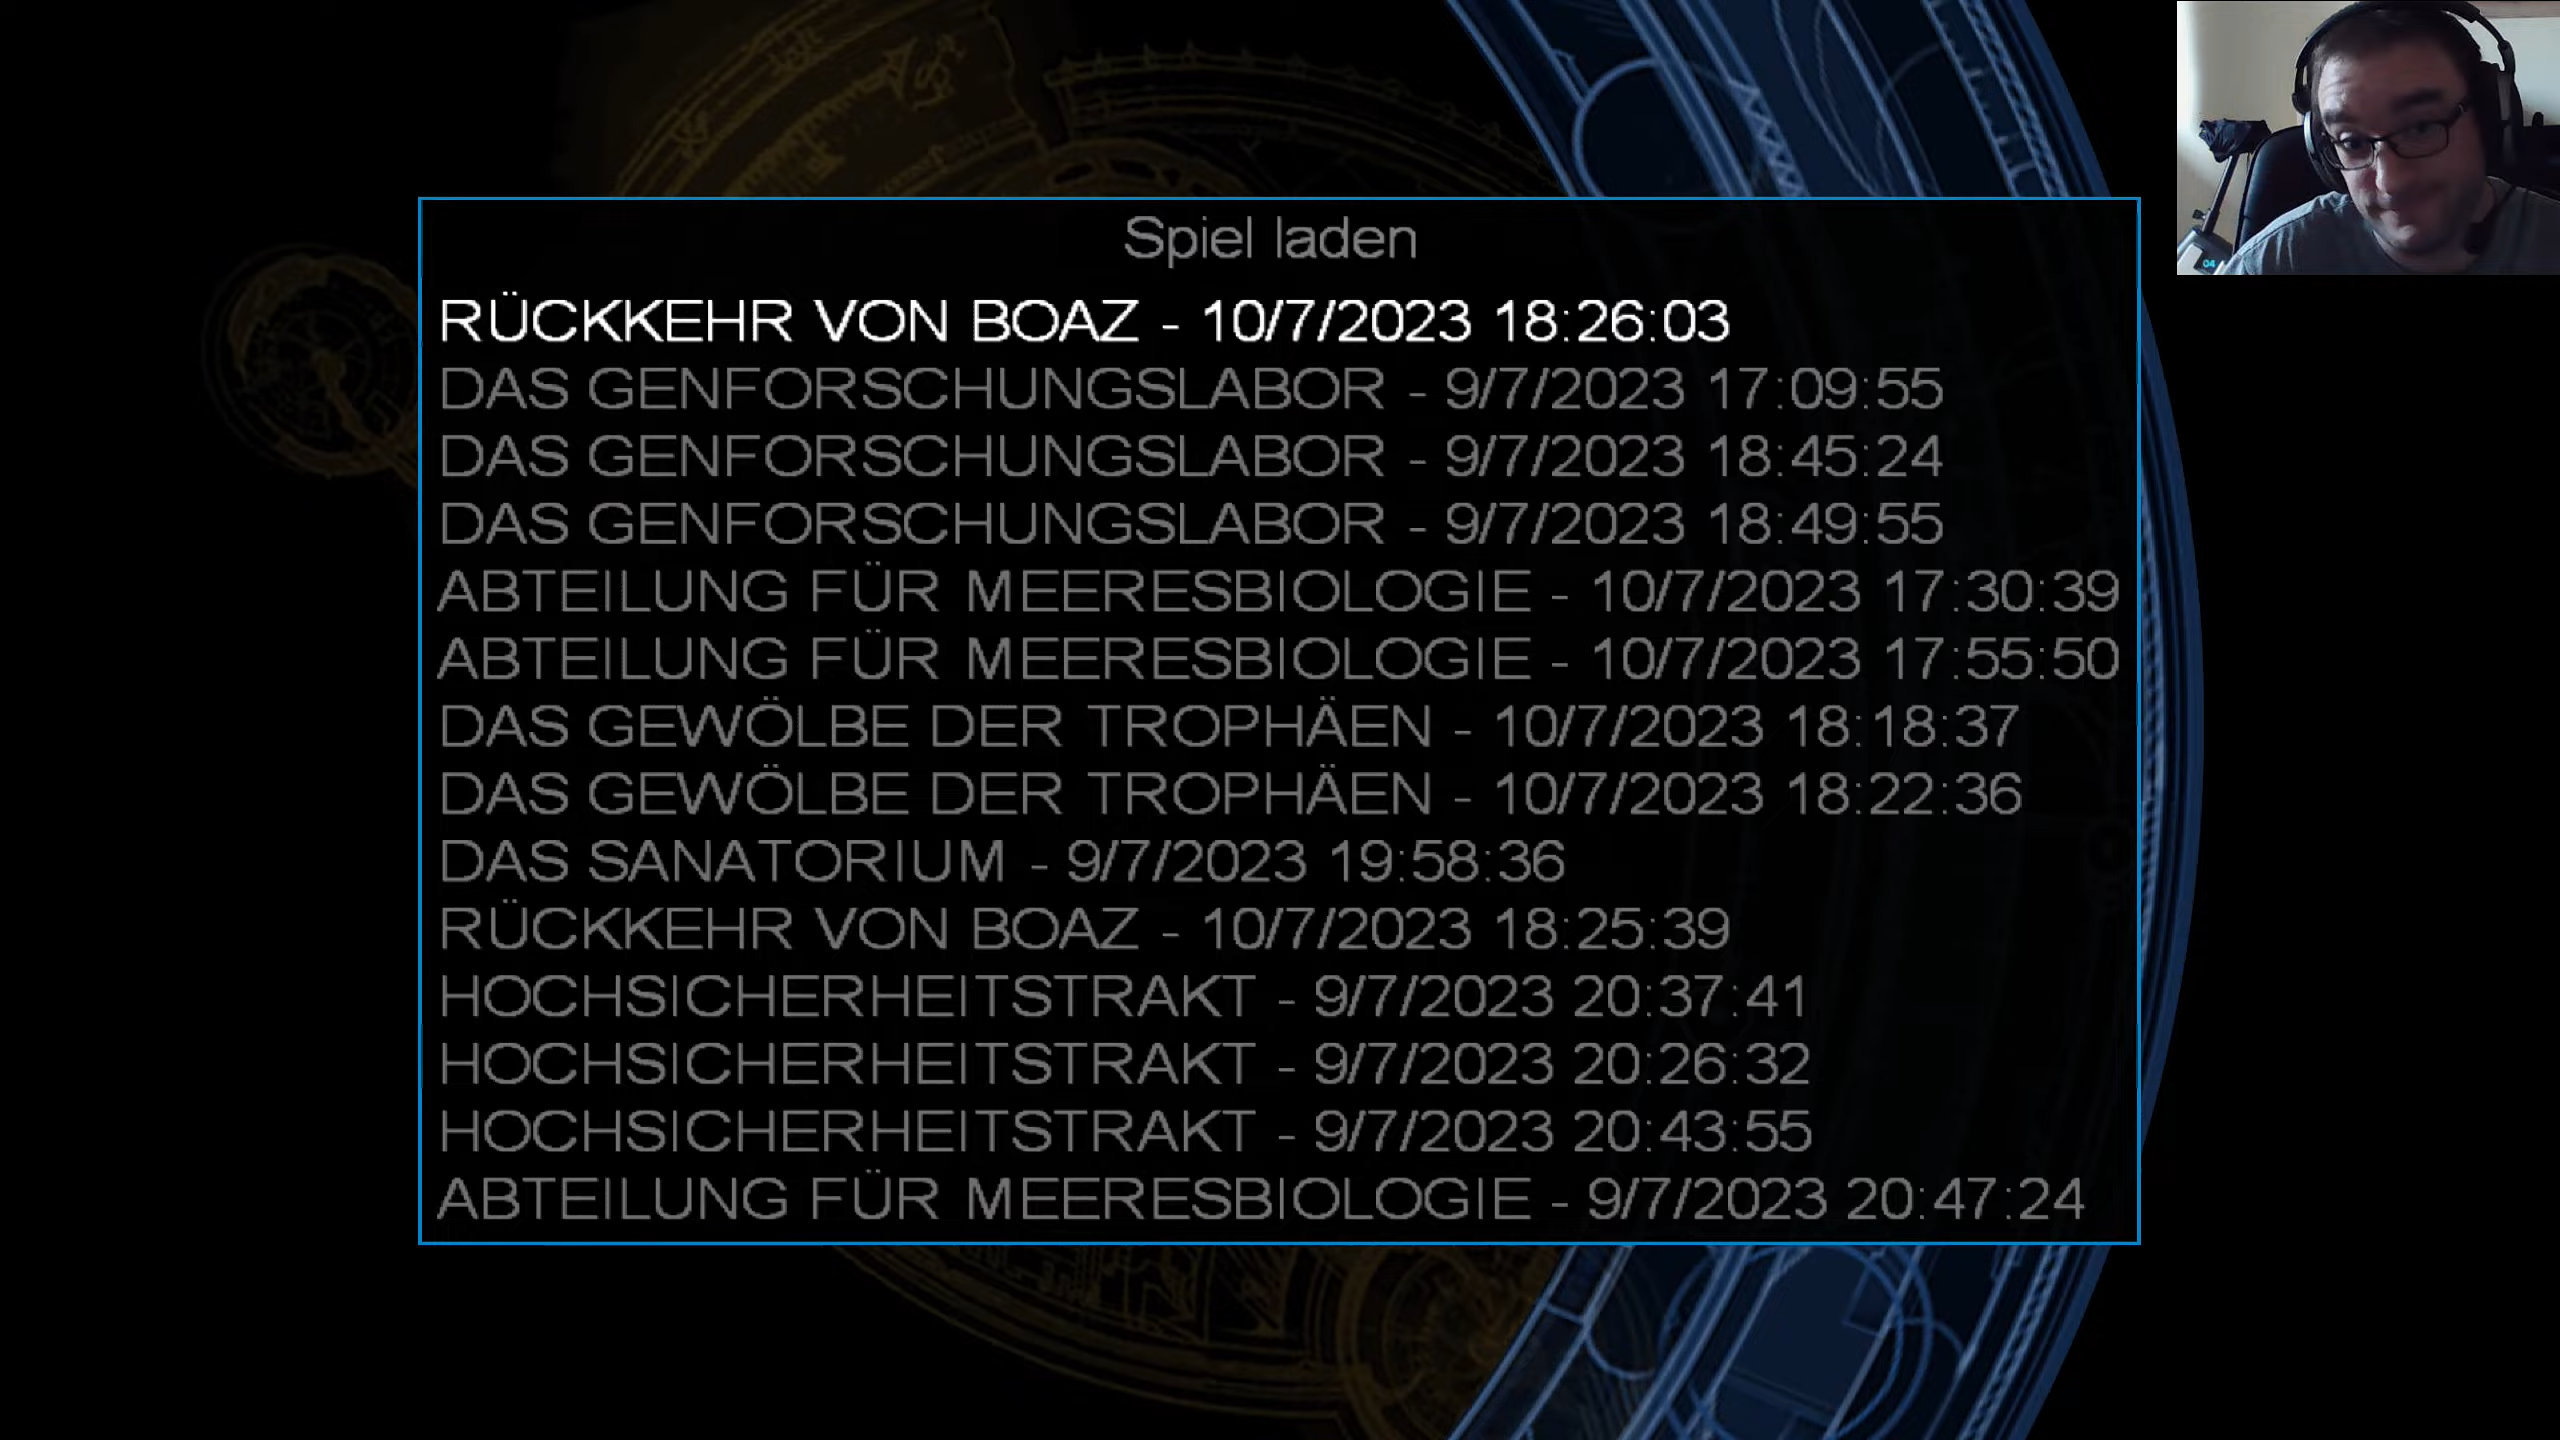 Spiel laden
RÜCKKEHR VON BOAZ - 10/7/2023 18:26:03
DAS GENFORSCHUNGSLABOR - 9/7/2023 17:09:55
DAS GENFORSCHUNGSLABOR - 9/7/2023 18:45:24
DAS GENFORSCHUNGSLABOR - 9/7/2023 18:49:55
ABTEILUNG FÜR MEERESBIOLOGIE - 10/7/2023 17:30:39
ABTEILUNG FÜR MEERESBIOLOGIE - 10/7/2023 17:55:50
DAS GEWÖLBE DER TROPHÄEN - 10/7/2023 18:18:37
DAS GEWÖLBE DER TROPHÄEN - 10/7/2023 18:22:36
DAS SANATORIUM - 9/7/2023 19:58:36
RÜCKKEHR VON BOAZ - 10/7/2023 18:25:39
HOCHSICHERHEITSTRAKT - 9/7/2023 20:37:41
HOCHSICHERHEITSTRAKT - 9/7/2023 20:26:32
HOCHSICHERHEITSTRAKT - 9/7/2023 20:43:55
ABTEILUNG FÜR MEERESBIOLOGIE - 9/7/2023 20:47:24
04